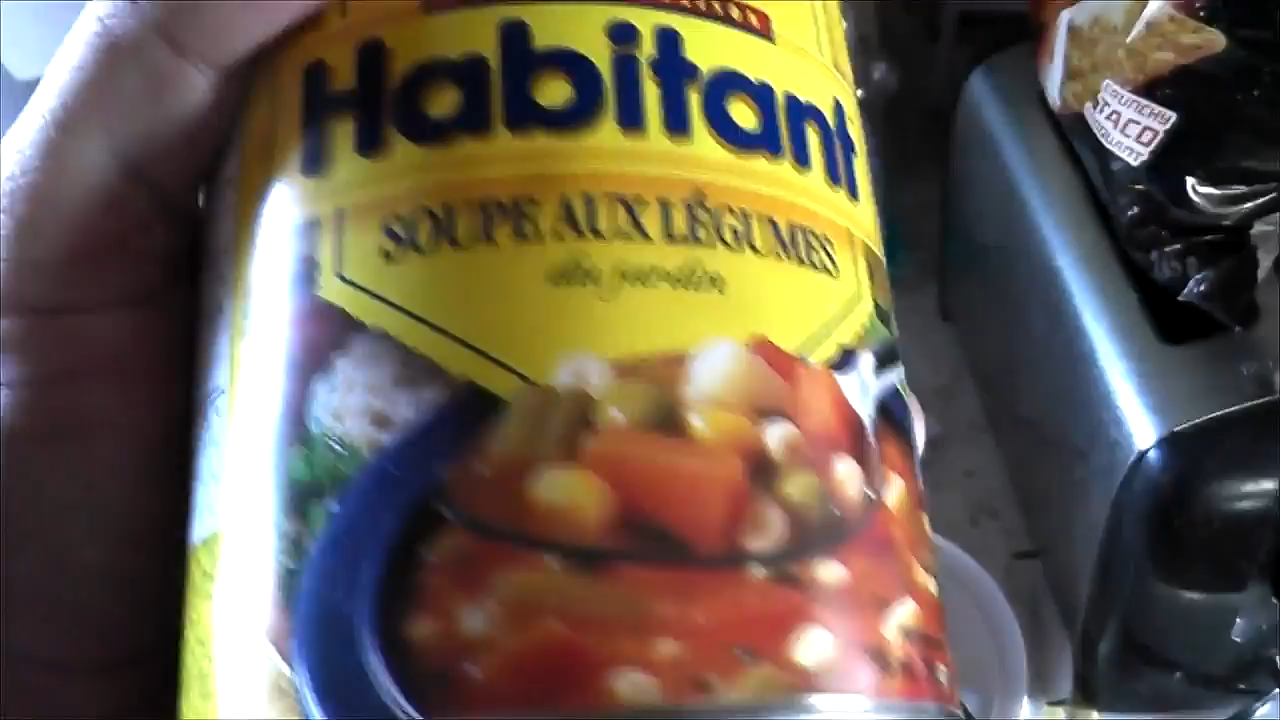 Habitant
SOUPE AUX LÉGUMES
du jardin
CRUNCHY
TACO